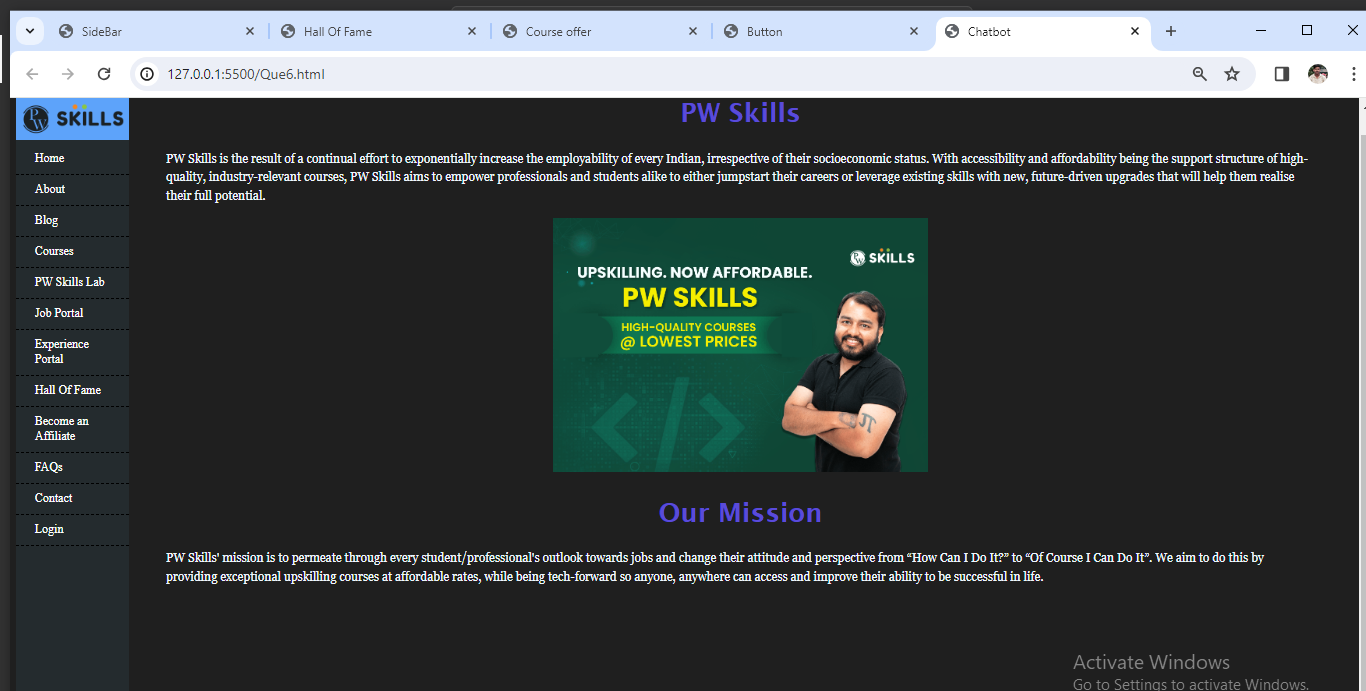 SideBar
Hall Of Fame
Course offer
Button
Chatbot
127.0.0.1:5500/Que6.html
PW SKILLS
Home
About
Blog
Courses
PW Skills Lab
Job Portal
Experience
Portal
Hall Of Fame
Become an
Affiliate
FAQs
Contact
Login
PW Skills
PW Skills is the result of a continual effort to exponentially increase the employability of every Indian, irrespective of their socioeconomic status. With accessibility and affordability being the support structure of high-
quality, industry-relevant courses, PW Skills aims to empower professionals and students alike to either jumpstart their careers or leverage existing skills with new, future-driven upgrades that will help them realise
their full potential.
PW SKILLS
UPSKILLING. NOW AFFORDABLE.
PW SKILLS
HIGH-QUALITY COURSES
@ LOWEST PRICES
</>
Our Mission
PW Skills' mission is to permeate through every student/professional's outlook towards jobs and change their attitude and perspective from “How Can I Do It?” to “Of Course I Can Do It”. We aim to do this by
providing exceptional upskilling courses at affordable rates, while being tech-forward so anyone, anywhere can access and improve their ability to be successful in life.
Activate Windows
Go to Settings to activate Windows.